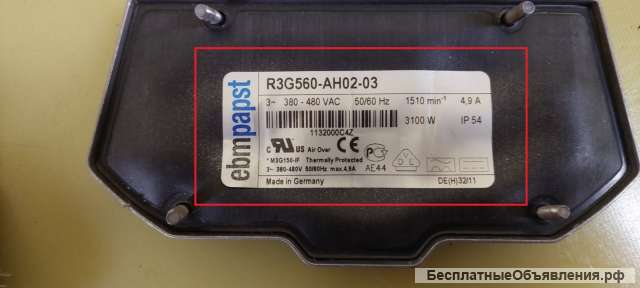 ebmpapst
R3G560-AH02-03
3~ 380 - 480 VAC 50/60 Hz 1510 min⁻¹ 4,9 A
3100 W IP 54
1132000C4Z
C UR US Air Over CE
* M3G150-IF Thermally Protected
3~ 380-480V 50/60Hz max.4,9A AE44
Made in Germany DE(H)32/11
БесплатныеОбъявления.рф